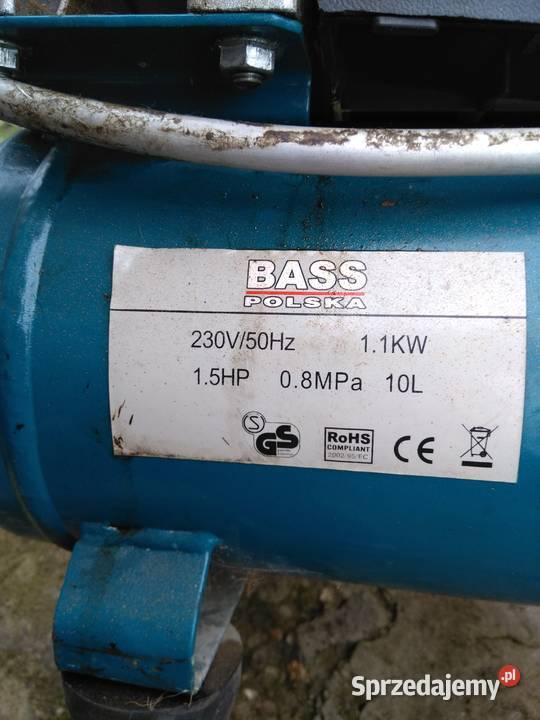 BASS
POLSKA
230V/50Hz 1.1KW
1.5HP 0.8MPa 10L
S GS
RoHS
COMPLIANT
2002/95/EC
CE
Sprzedajemy.pl